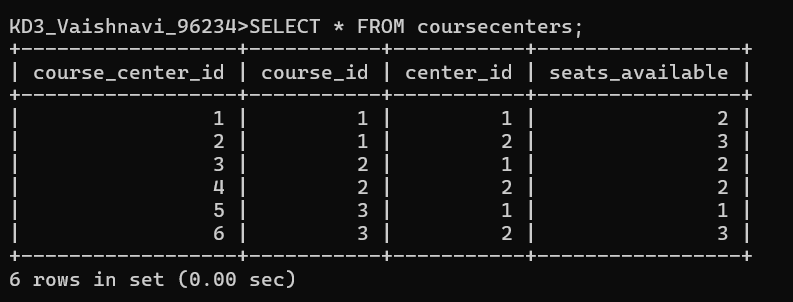 KD3_Vaishnavi_96234>SELECT * FROM coursecenters;
+------------------+-----------+-----------+-----------------+
| course_center_id | course_id | center_id | seats_available |
+------------------+-----------+-----------+-----------------+
|                1 |         1 |         1 |               2 |
|                2 |         1 |         2 |               3 |
|                3 |         2 |         1 |               2 |
|                4 |         2 |         2 |               2 |
|                5 |         3 |         1 |               1 |
|                6 |         3 |         2 |               3 |
+------------------+-----------+-----------+-----------------+
6 rows in set (0.00 sec)